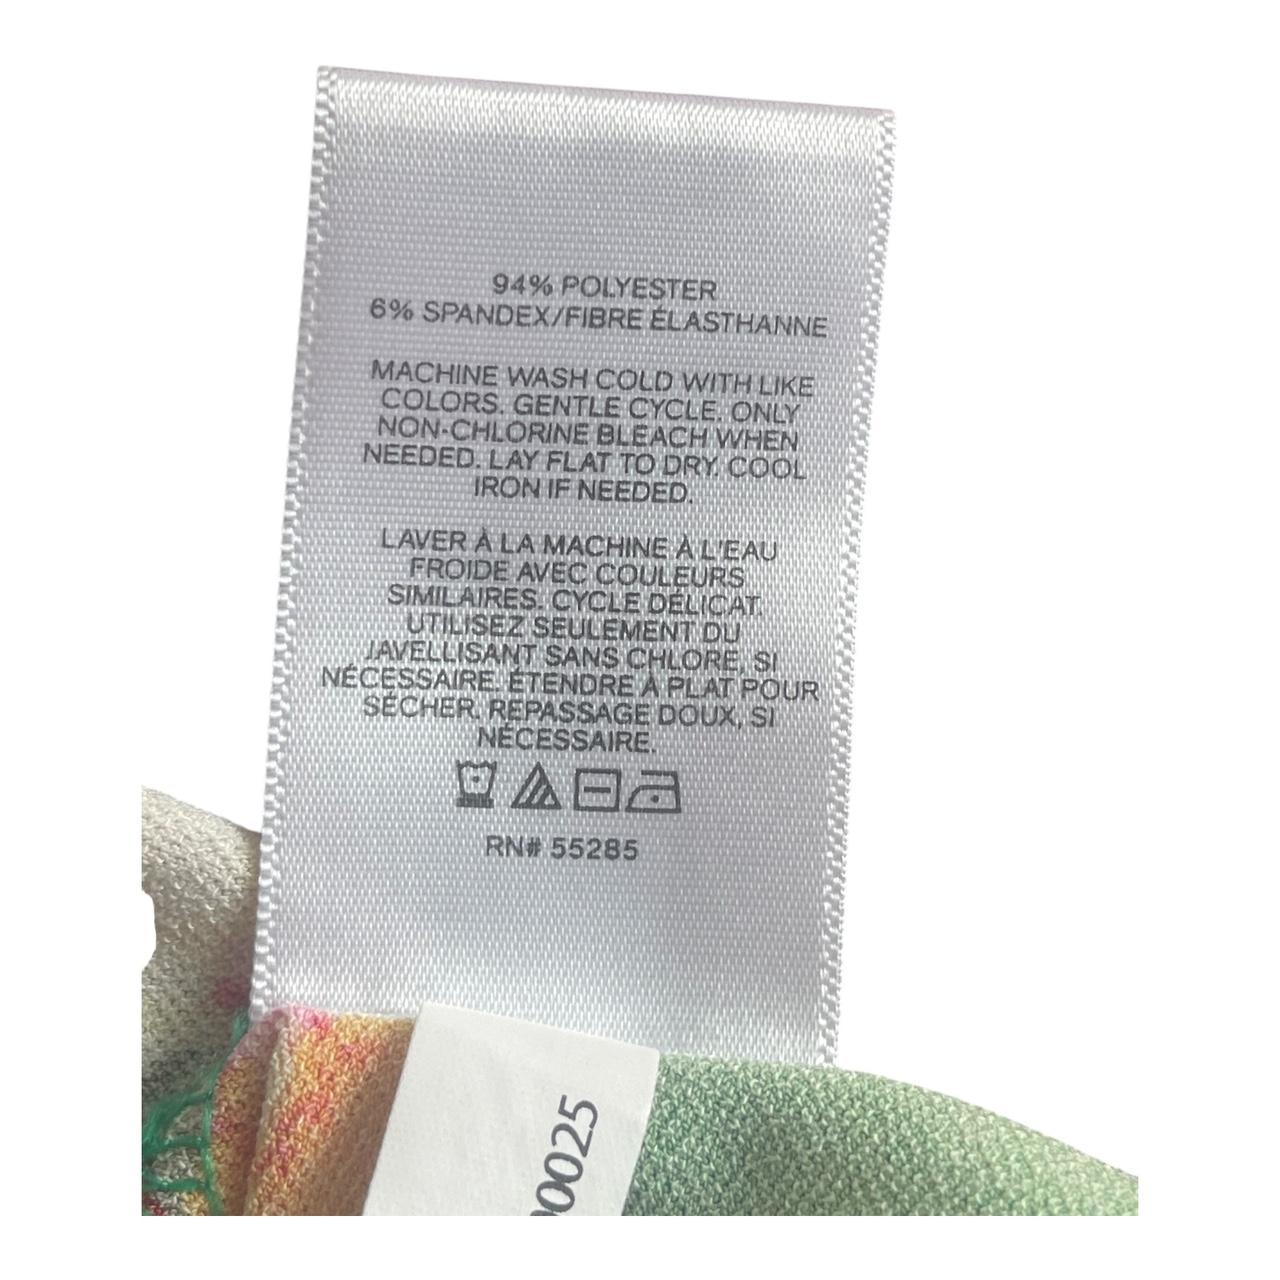 94% POLYESTER
6% SPANDEX/FIBRE ÉLASTHANNE
MACHINE WASH COLD WITH LIKE
COLORS. GENTLE CYCLE. ONLY
NON-CHLORINE BLEACH WHEN
NEEDED. LAY FLAT TO DRY. COOL
IRON IF NEEDED.
LAVER À LA MACHINE À L'EAU
FROIDE AVEC COULEURS
SIMILAIRES. CYCLE DÉLICAT.
UTILISEZ SEULEMENT DU
JAVELLISANT SANS CHLORE, SI
NÉCESSAIRE. ÉTENDRE À PLAT POUR
SÉCHER. REPASSAGE DOUX, SI
NÉCESSAIRE.
RN# 55285